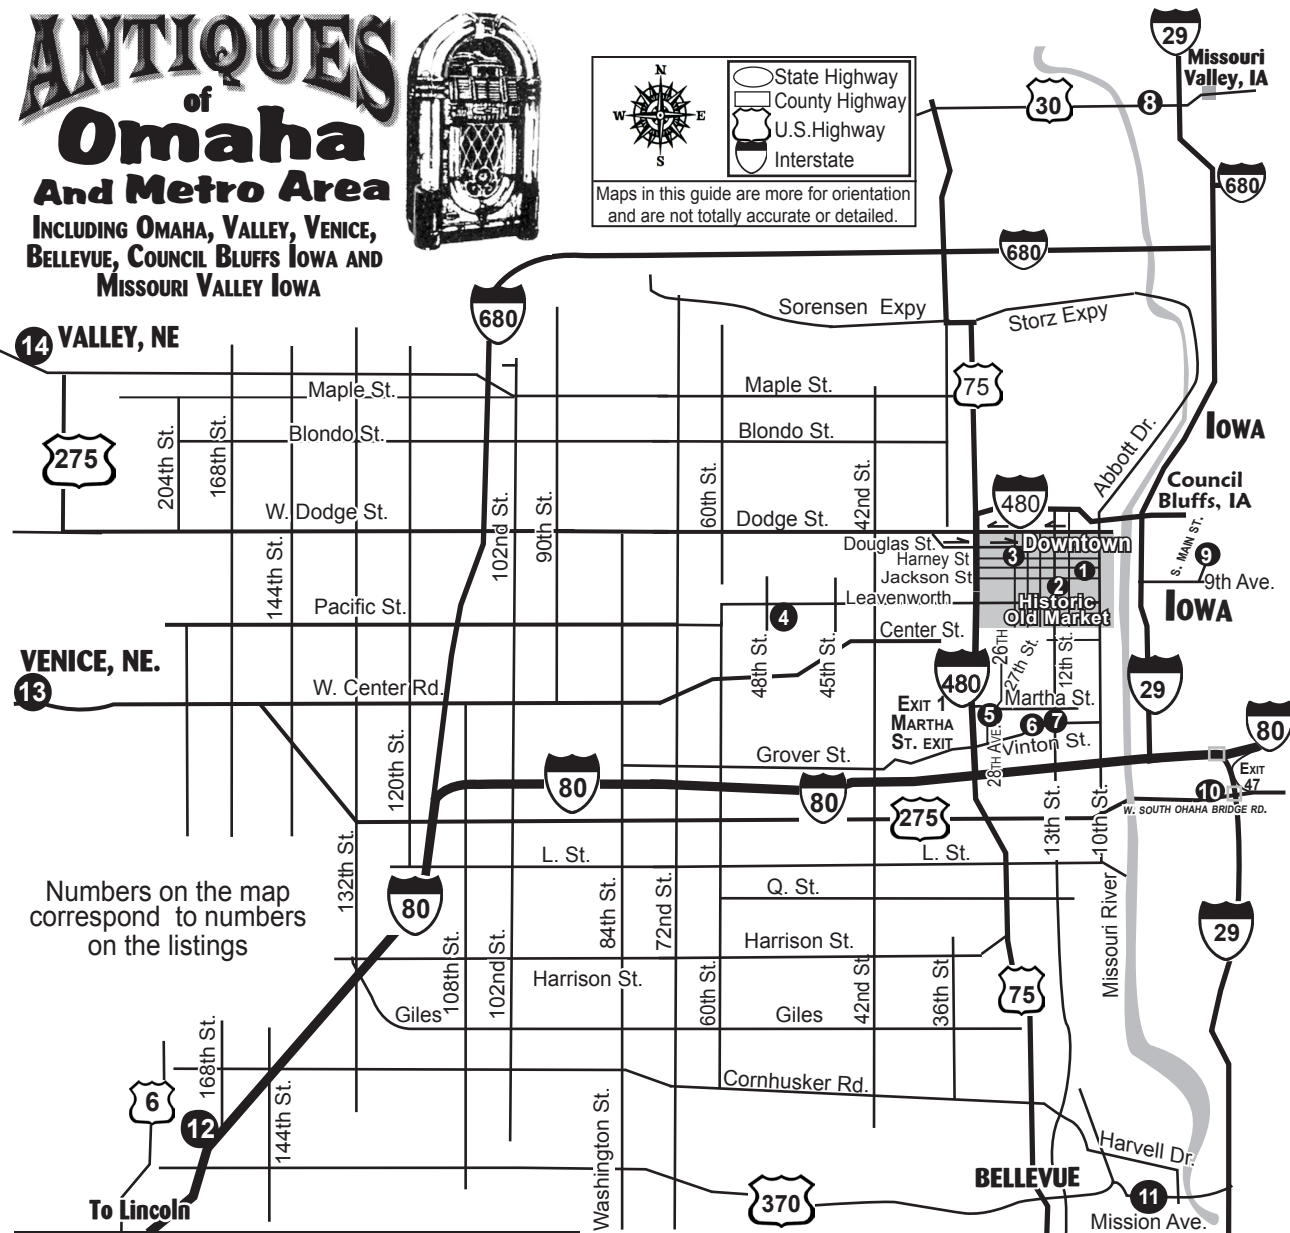 ANTIQUES
of
Omaha
And Metro Area
INCLUDING OMAHA, VALLEY, VENICE,
BELLEVUE, COUNCIL BLUFFS IOWA AND
MISSOURI VALLEY IOWA
N
W
E
S
State Highway
County Highway
U.S.Highway
Interstate
Maps in this guide are more for orientation
and are not totally accurate or detailed.
29
Missouri
Valley, IA
30
8
680
680
680
Sorensen Expy
Storz Expy
14
VALLEY, NE
Maple St.
Maple St.
75
Blondo St.
Blondo St.
Abbott Dr.
IOWA
275
204th St.
168th St.
102nd St.
90th St.
60th St.
42nd St.
480
Council
Bluffs, IA
W. Dodge St.
Dodge St.
Douglas St.
Harney St
Jackson St
Leavenworth
3
Downtown
1
2
Historic
Old Market
S. MAIN ST.
9
9th Ave.
IOWA
144th St.
Pacific St.
4
48th St.
45th St.
Center St.
26TH
27th St.
12th St.
VENICE, NE.
13
W. Center Rd.
480
29
EXIT 1
MARTHA
ST. EXIT
5
Martha St.
6
7
Vinton St.
28TH AVE.
80
120th St.
Grover St.
80
80
EXIT
47
10
W. SOUTH OHAHA BRIDGE RD.
275
13th St.
10th St.
L. St.
L. St.
132th St.
80
Q. St.
Numbers on the map
correspond to numbers
on the listings
84th St.
72nd St.
Missouri River
29
108th St.
102nd St.
Harrison St.
Harrison St.
60th St.
42nd St.
36th St.
75
Giles
Giles
168th St.
6
12
144th St.
Cornhusker Rd.
Washington St.
Harvell Dr.
BELLEVUE
370
11
Mission Ave.
To Lincoln